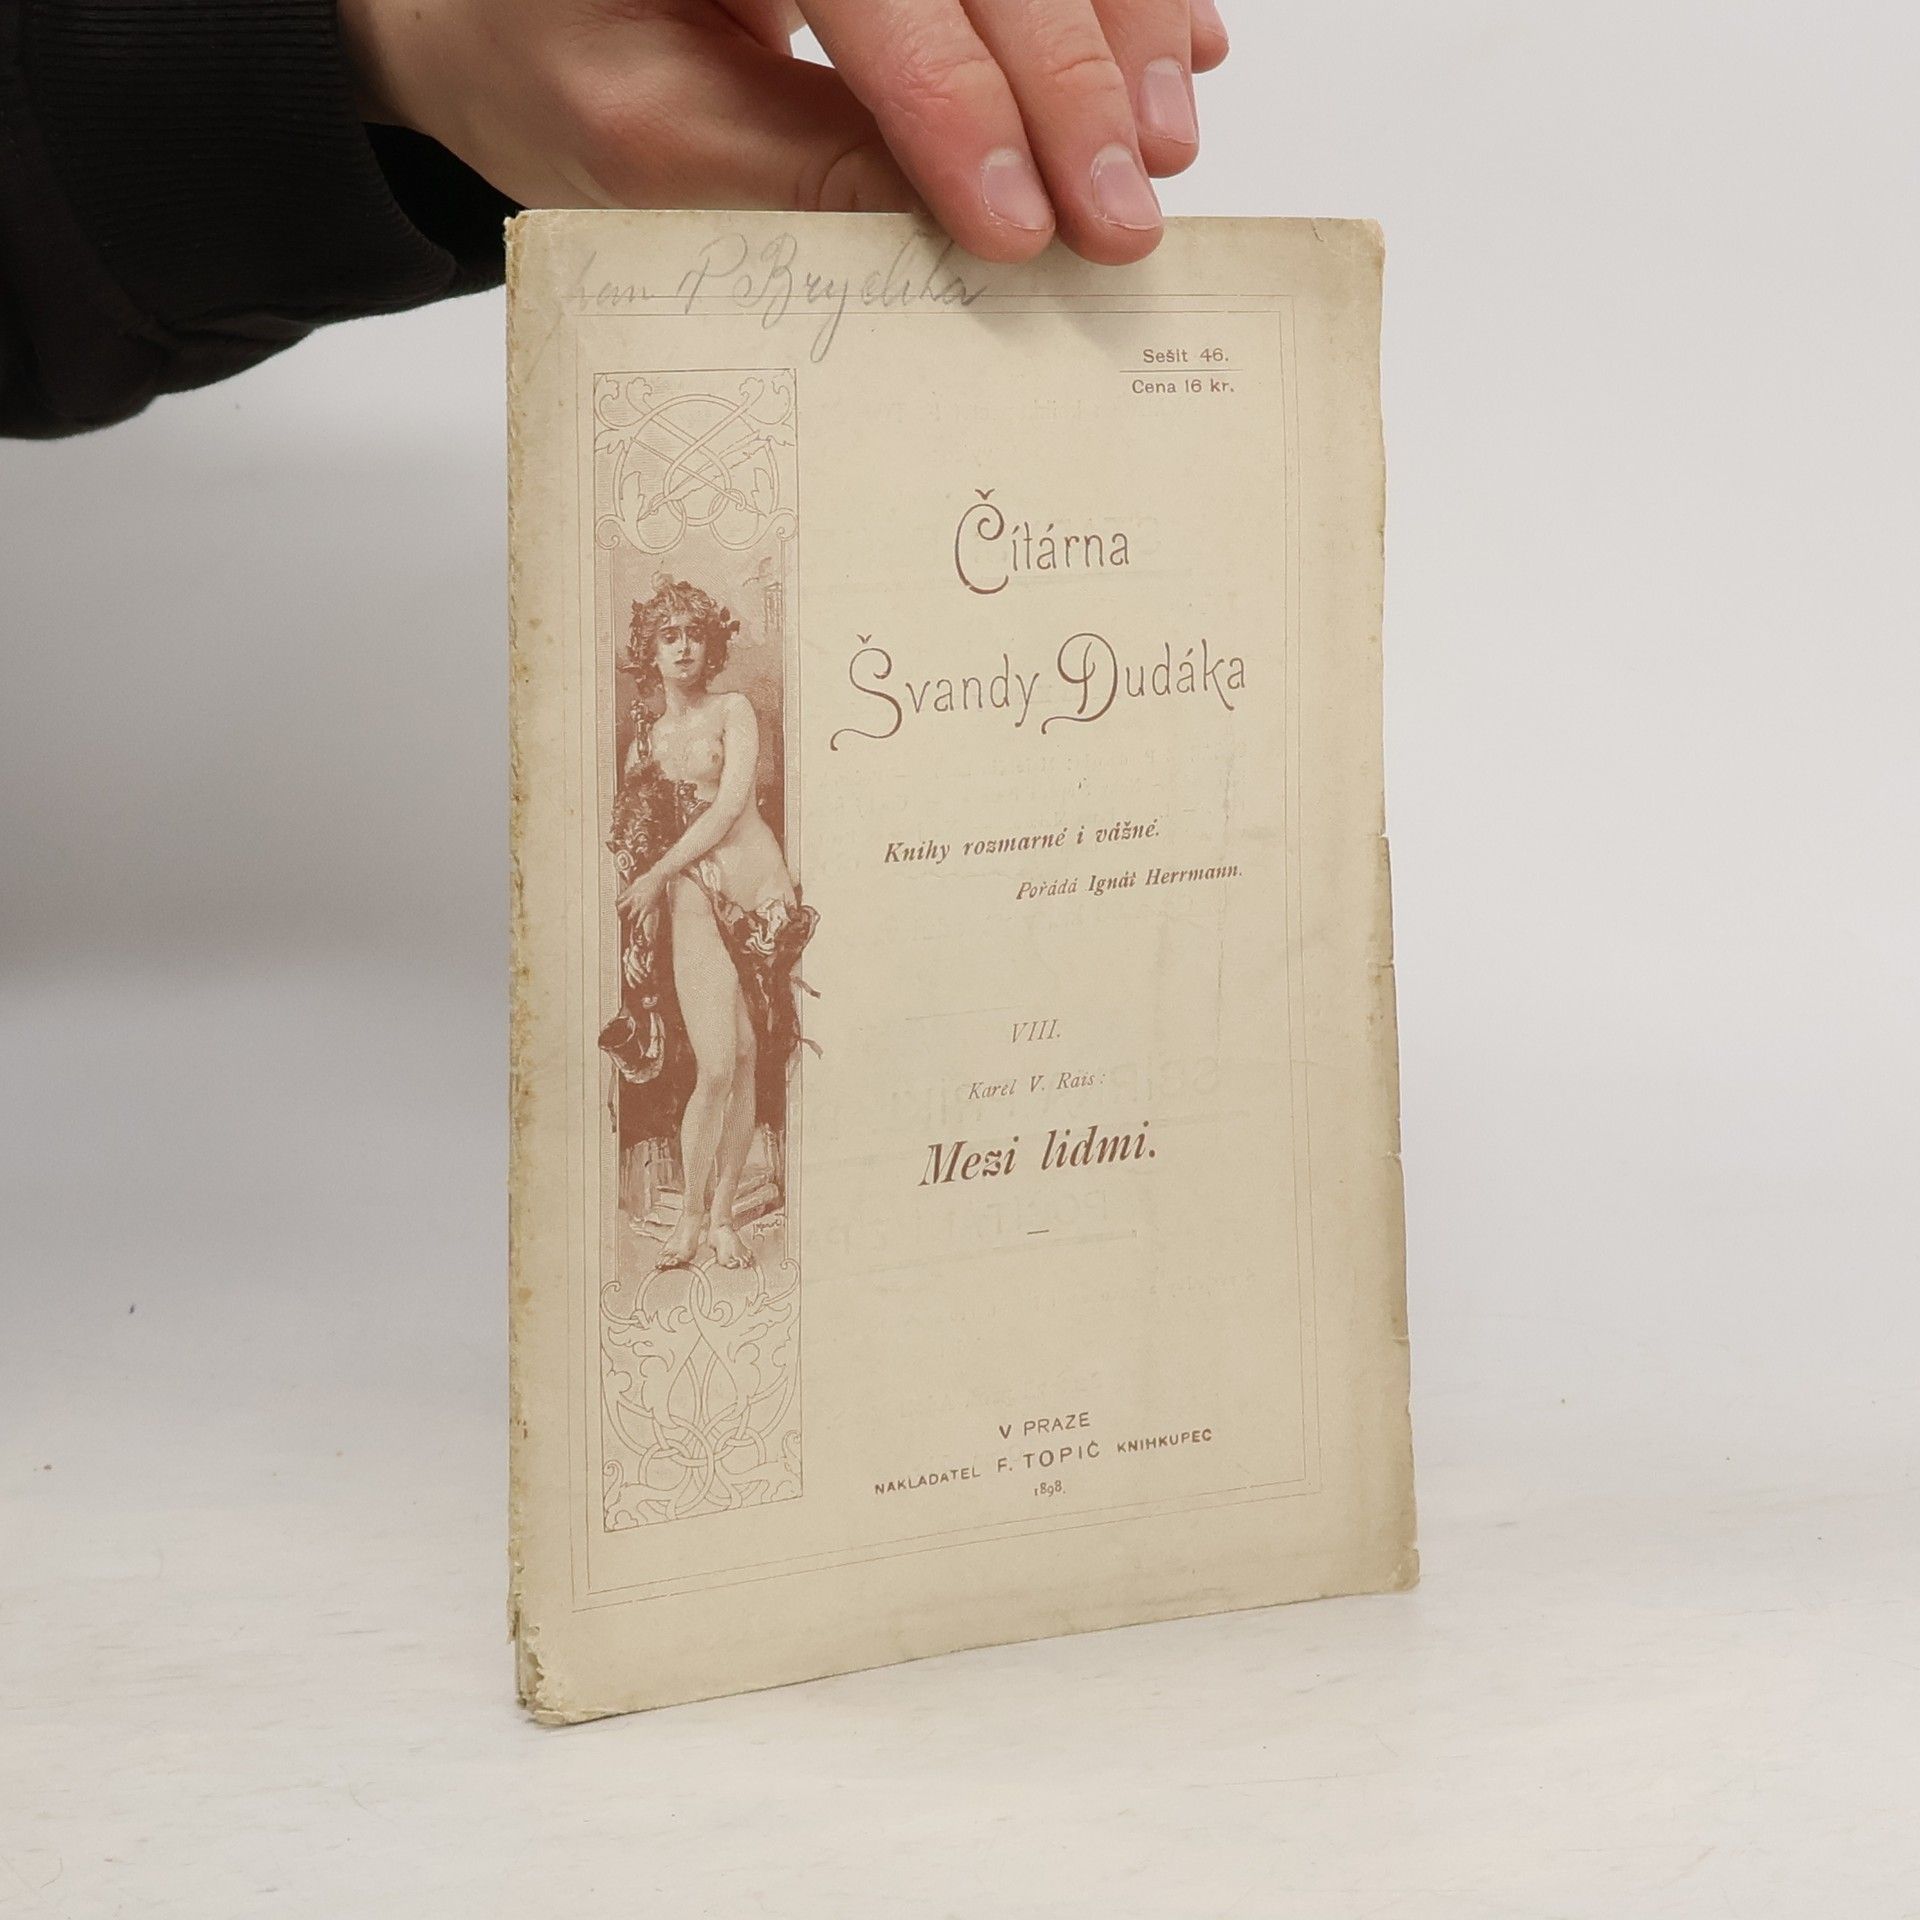 P Brychta
Sešit 46.
Cena 16 kr.
Čítárna
Švandy Dudáka
Knihy rozmarné i vážné.
Pořádá Ignát Herrmann.
VIII.
Karel V. Rais:
Mezi lidmi.
V PRAZE
NAKLADATEL F. TOPIČ KNIHKUPEC
1898.